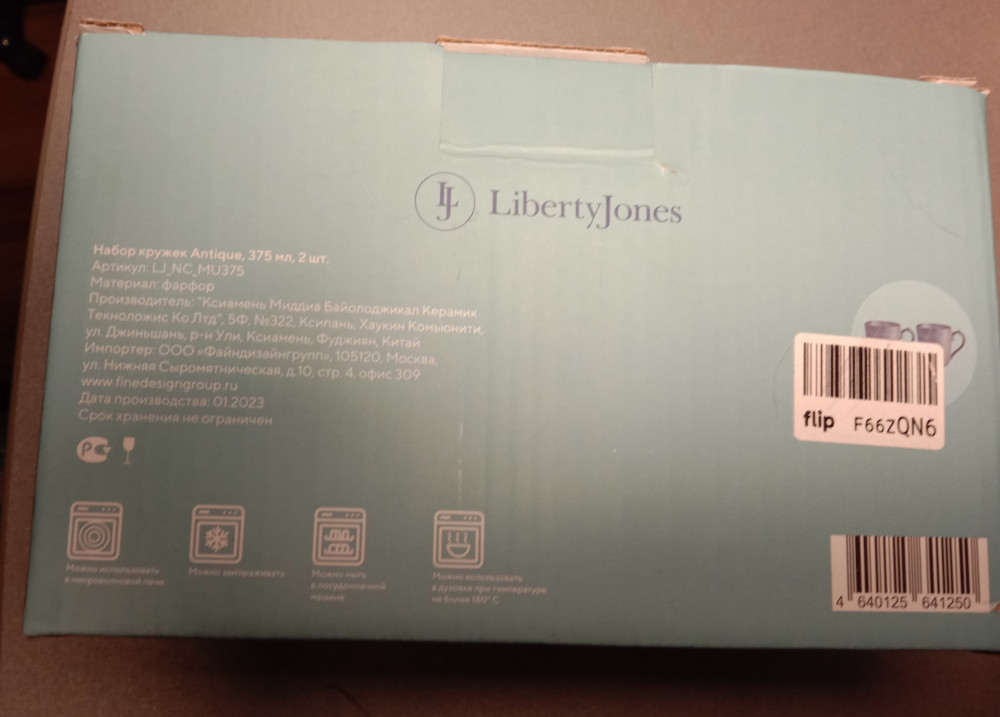 LJ LibertyJones
Набор кружек Antique, 375 мл, 2 шт.
Артикул: LJ_NC_MU375
Материал: фарфор
Производитель: "Ксиамень Миддиа Байолоджикал Керамик
Текноложис Ко Лтд", 5Ф, №322, Ксипань, Хаукин Комьюнити,
ул. Джиньшань, р-н Ули, Ксиамень, Фуджиян, Китай
Импортер: ООО «Файндизайнгрупп», 105120, Москва,
ул. Нижняя Сыромятническая, д.10, стр. 4, офис 309
www.finedesigngroup.ru
Дата производства: 01.2023
Срок хранения не ограничен
flip F66ZQN6
Можно использовать
в микроволновой печи
Можно замораживать
Можно мыть
в посудомоечной
машине
Можно использовать
в духовке при температуре
не более 180° С
4 640125 641250